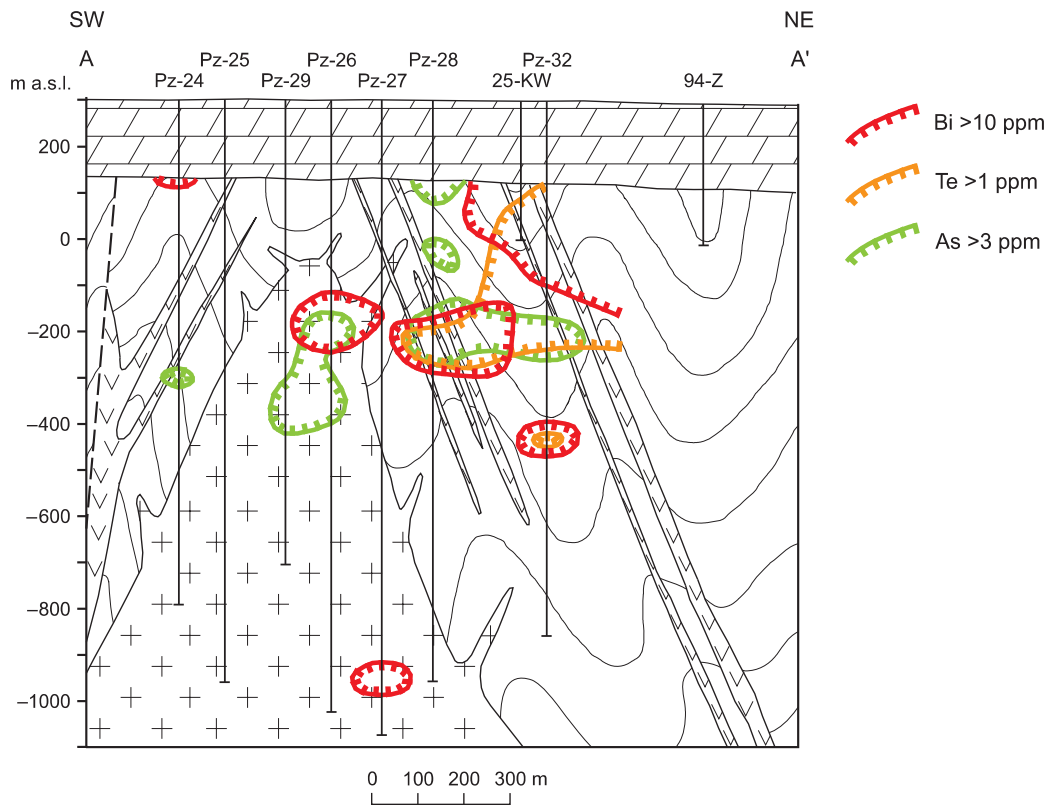 SW NE
A Pz-25 Pz-26 Pz-28 Pz-32 A'
m a.s.l. Pz-24 Pz-29 Pz-27 25-KW 94-Z
200
0
–200
–400
–600
–800
–1000
Bi >10 ppm
Te >1 ppm
As >3 ppm
0 100 200 300 m